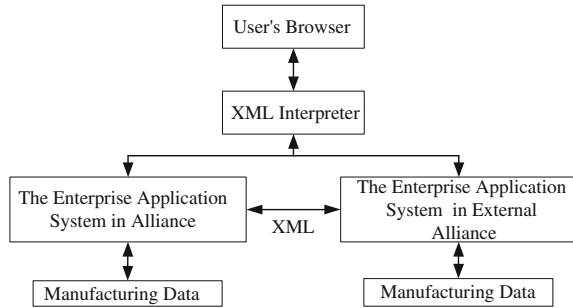 User's Browser
XML Interpreter
The Enterprise Application
System in Alliance
XML
The Enterprise Application
System in External
Alliance
Manufacturing Data
Manufacturing Data